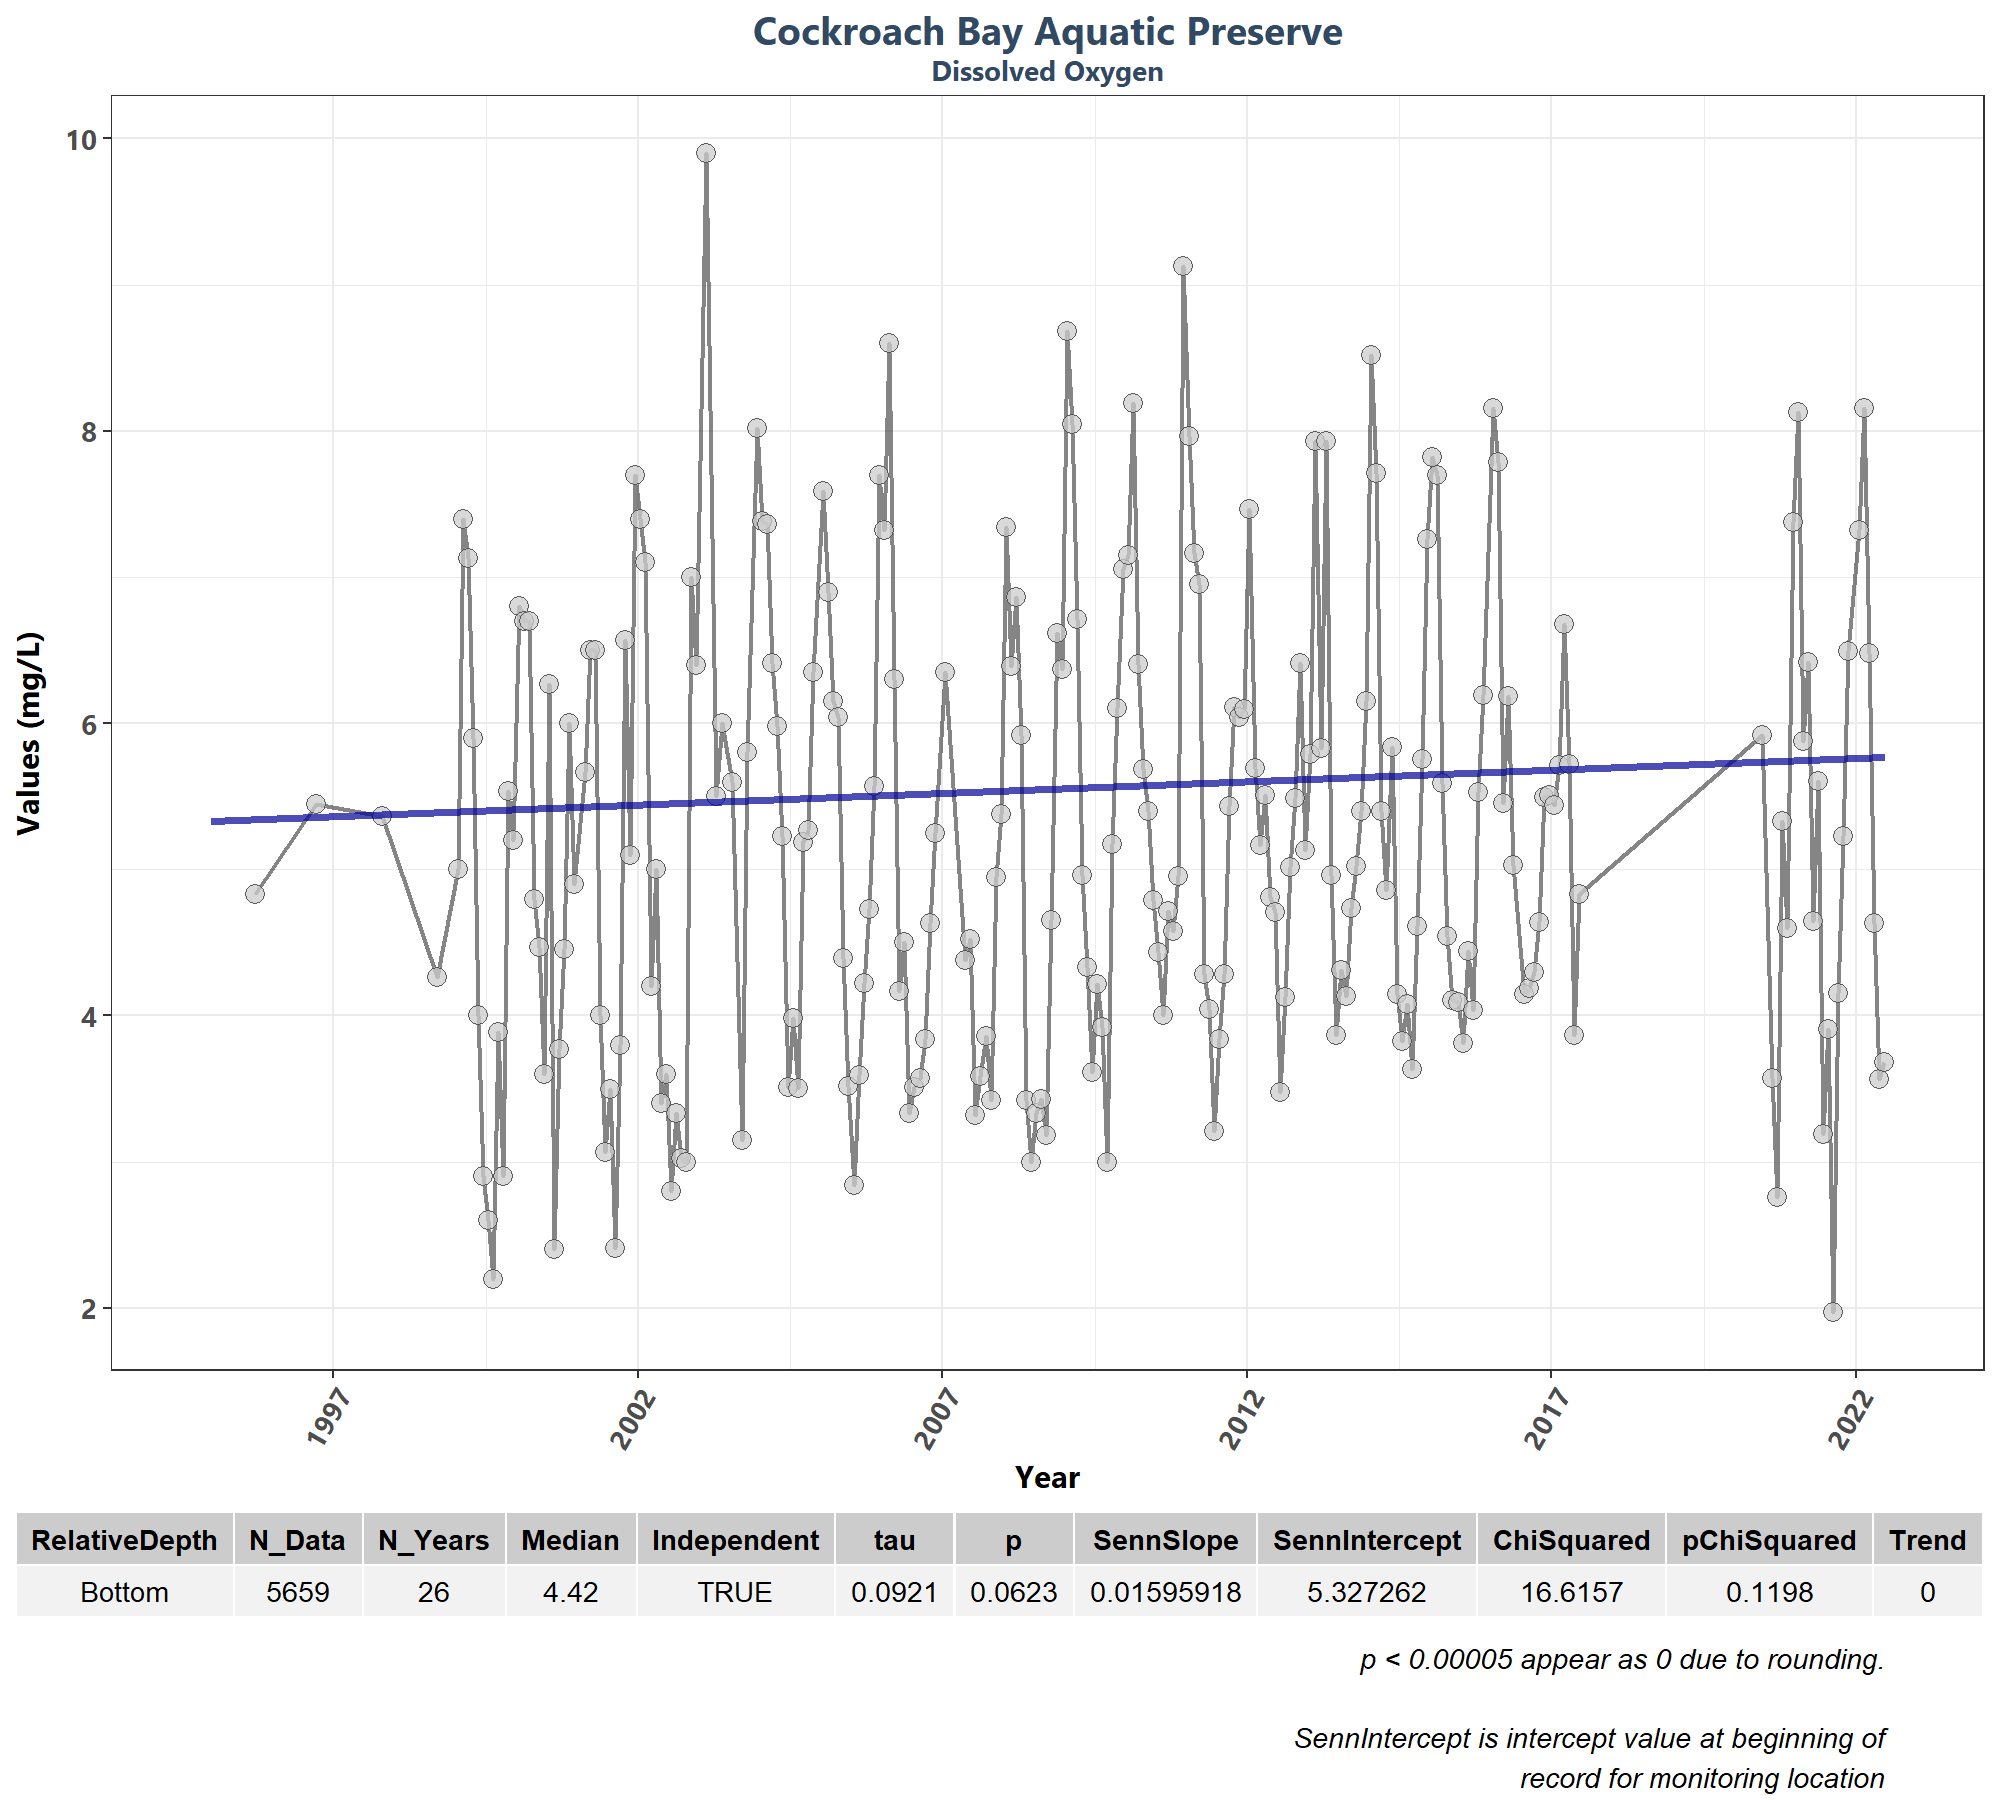 Cockroach Bay Aquatic Preserve
Dissolved Oxygen
Values (mg/L)
10
8
6
4
2
1997 2002 2007 2012 2017 2022
Year
RelativeDepth N_Data N_Years Median Independent tau p SennSlope SennIntercept ChiSquared pChiSquared Trend
Bottom 5659 26 4.42 TRUE 0.0921 0.0623 0.01595918 5.327262 16.6157 0.1198 0
p < 0.00005 appear as 0 due to rounding.
SennIntercept is intercept value at beginning of
record for monitoring location